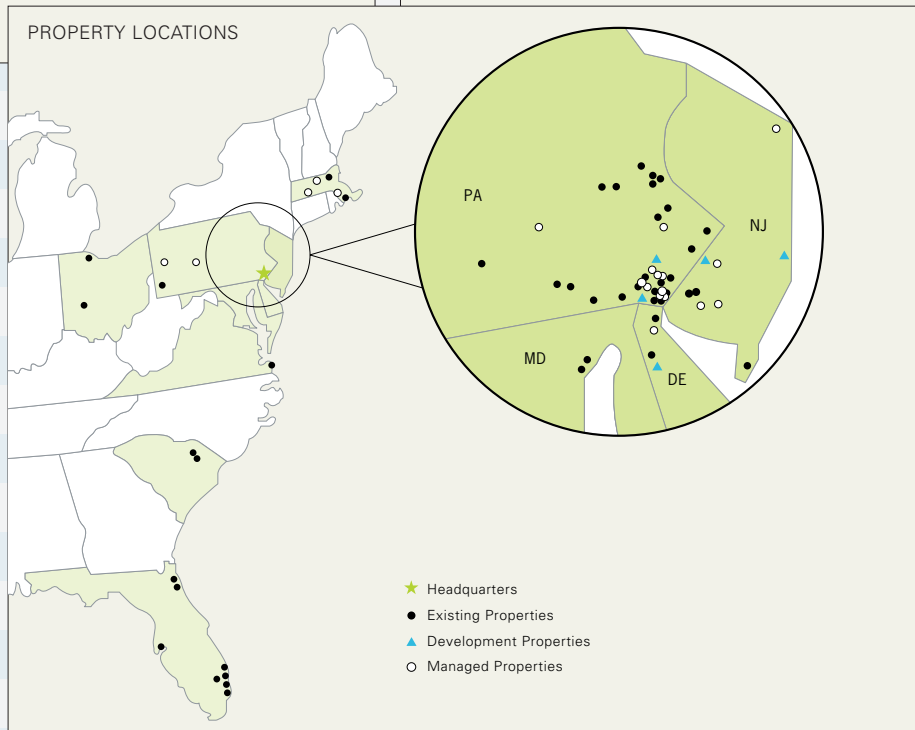 PROPERTY LOCATIONS
PA
NJ
MD
DE
Headquarters
Existing Properties
Development Properties
Managed Properties